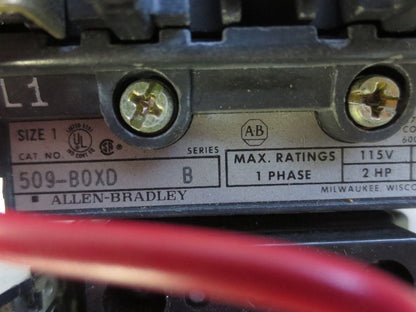 L1
SIZE 1
CAT. NO.
SERIES
509-BOXD B
ALLEN-BRADLEY
A-B
MAX. RATINGS 115V
1 PHASE 2 HP
MILWAUKEE, WISCO